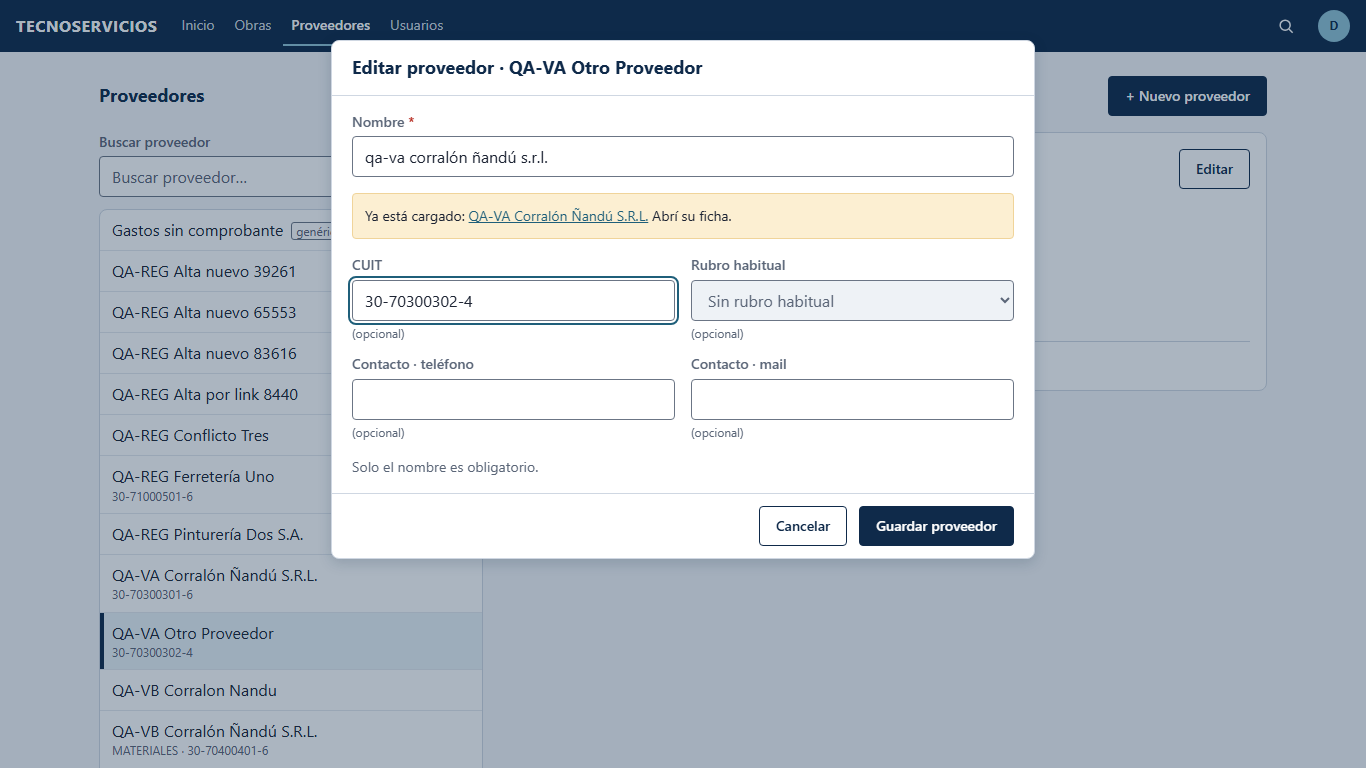 TECNOSERVICIOS Inicio Obras Proveedores Usuarios D
Editar proveedor · QA-VA Otro Proveedor
Proveedores
+ Nuevo proveedor
Nombre *
Buscar proveedor
qa-va corralón ñandú s.r.l.
Buscar proveedor...
Editar
Ya está cargado: QA-VA Corralón Ñandú S.R.L. Abrí su ficha.
Gastos sin comprobante
CUIT
Rubro habitual
QA-REG Alta nuevo 39261
30-70300302-4
Sin rubro habitual
QA-REG Alta nuevo 65553
(opcional)
(opcional)
QA-REG Alta nuevo 83616
Contacto · teléfono
Contacto · mail
QA-REG Alta por link 8440
QA-REG Conflicto Tres
(opcional)
(opcional)
Solo el nombre es obligatorio.
QA-REG Ferretería Uno
30-71000501-6
Cancelar
Guardar proveedor
QA-REG Pinturería Dos S.A.
QA-VA Corralón Ñandú S.R.L.
30-70300301-6
QA-VA Otro Proveedor
30-70300302-4
QA-VB Corralon Nandu
QA-VB Corralón Ñandú S.R.L.
MATERIALES · 30-70400401-6